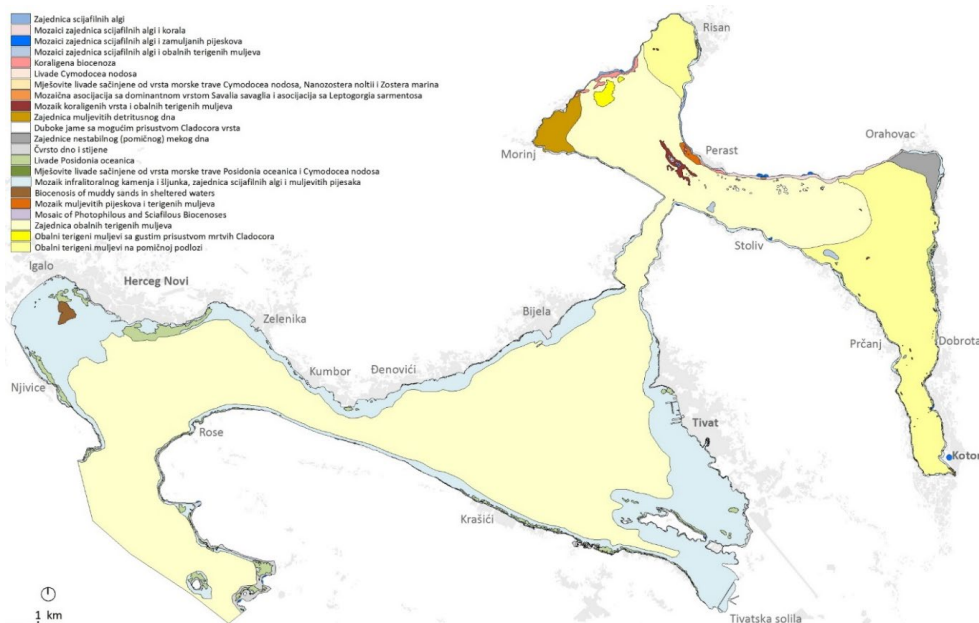 Zajednica scijafilnih algi
Mozaici zajednica scijafilnih algi i korala
Mozaici zajednica scijafilnih algi i zamuljanih pijeskova
Mozaici zajednica scijafilnih algi i obalnih terigenih muljeva
Koraligena biocenoza
Livade Cymodocea nodosa
Mješovite livade sačinjene od vrsta morske trave Cymodocea nodosa, Nanozostera noltii i Zostera marina
Mozaična asocijacija sa dominantnom vrstom Savalia savaglia i asocijacija sa Leptogorgia sarmentosa
Mozaik koraligenih vrsta i obalnih terigenih muljeva
Zajednica muljevitih detritusnog dna
Duboke jame sa mogućim prisustvom Cladocora vrsta
Zajednice nestabilnog (pomičnog) mekog dna
Čvrsto dno i stijene
Livade Posidonia oceanica
Mješovite livade sačinjene od vrsta morske trave Posidonia oceanica i Cymodocea nodosa
Mozaik infralitoralnog kamenja i šljunka, zajednica scijafilnih algi i muljevitih pijesaka
Biocenosis of muddy sands in sheltered waters
Mozaik muljevitih pijeskova i terigenih muljeva
Mosaic of Photophilous and Sciafilous Biocenoses
Zajednica obalnih terigenih muljeva
Obalni terigeni muljevi sa gustim prisustvom mrtvih Cladocora
Obalni terigeni muljevi na pomičnoj podlozi
Risan
Morinj
Perast
Orahovac
Stoliv
Igalo
Herceg Novi
Zelenika
Bijela
Kumbor
Đenovići
Prčanj
Dobrota
Njivice
Rose
Tivat
Kotor
Krašići
1 km
Tivatska solila